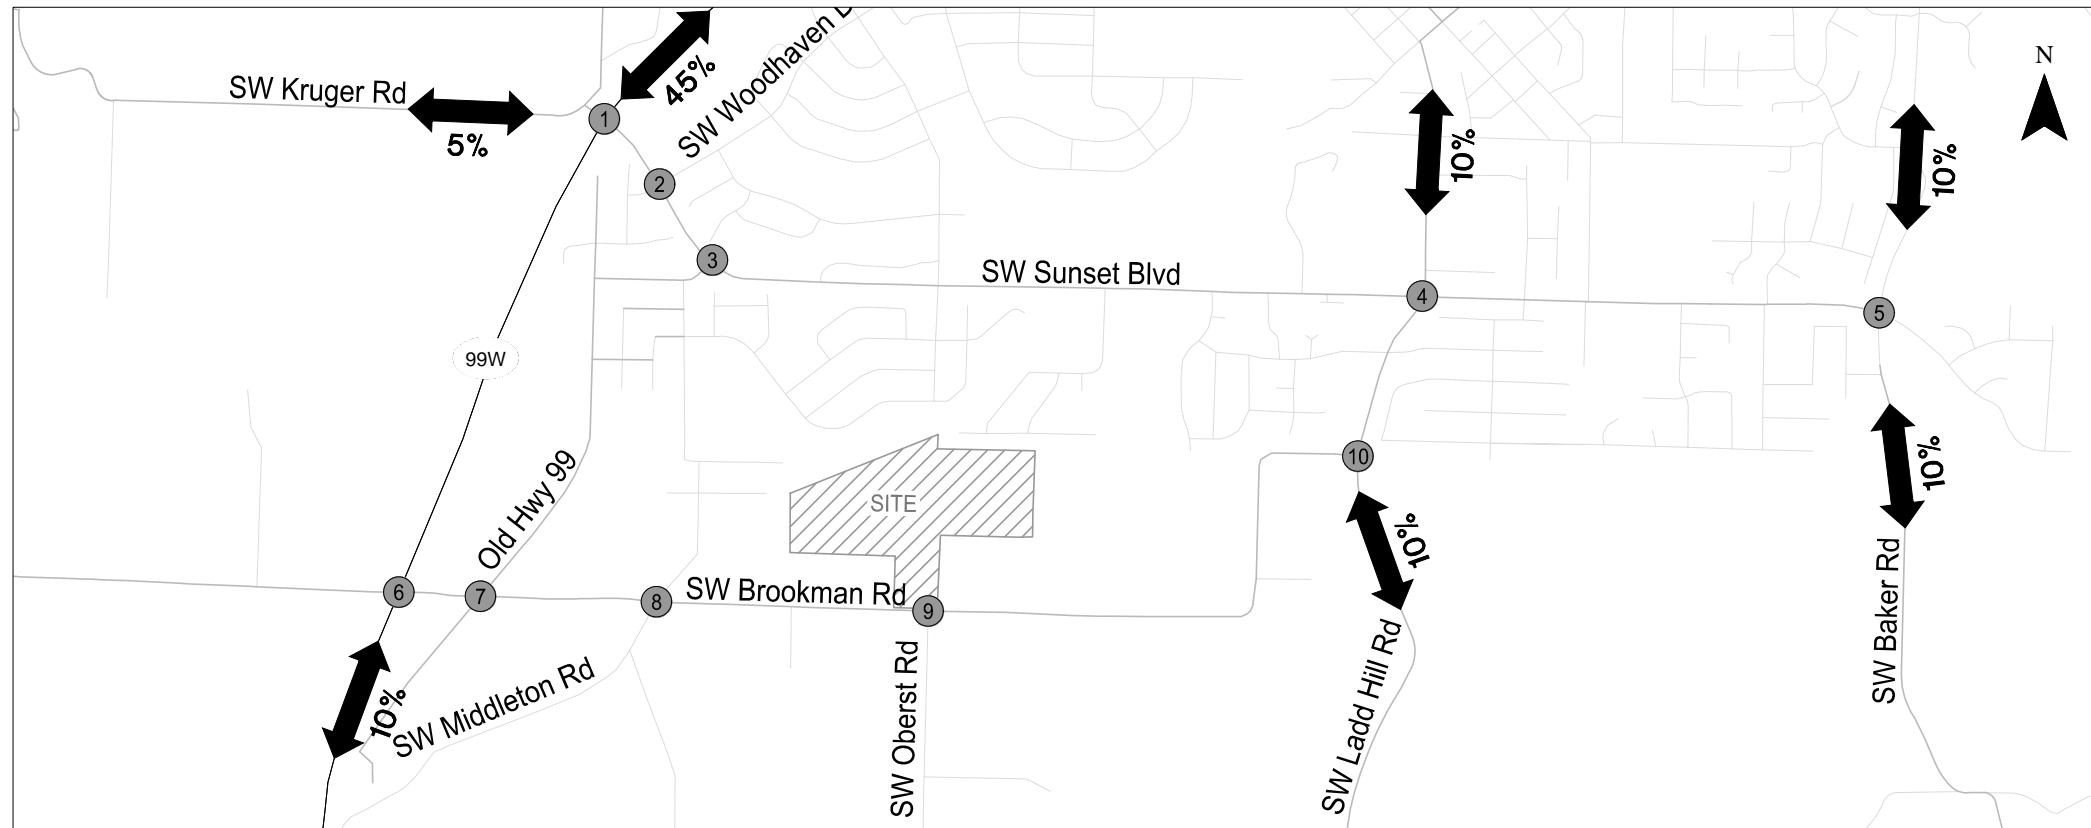 N
SW Kruger Rd
5%
45%
SW Woodhaven
10%
10%
1
2
3
SW Sunset Blvd
4
5
99W
Old Hwy 99
SITE
10
10%
10%
6
7
8
SW Brookman Rd
9
10%
SW Middleton Rd
SW Oberst Rd
SW Ladd Hill Rd
SW Baker Rd